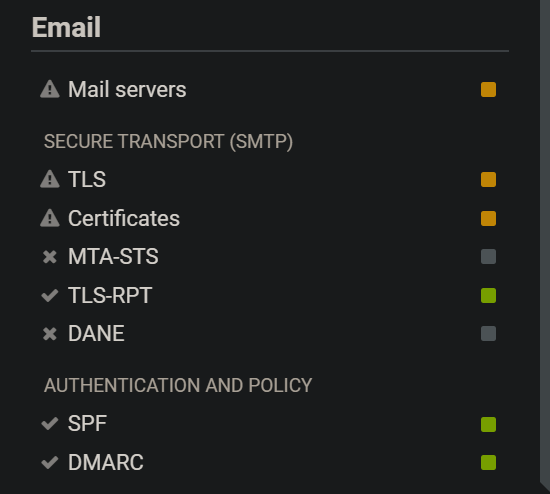 Email
Mail servers
SECURE TRANSPORT (SMTP)
TLS
Certificates
MTA-STS
TLS-RPT
DANE
AUTHENTICATION AND POLICY
SPF
DMARC